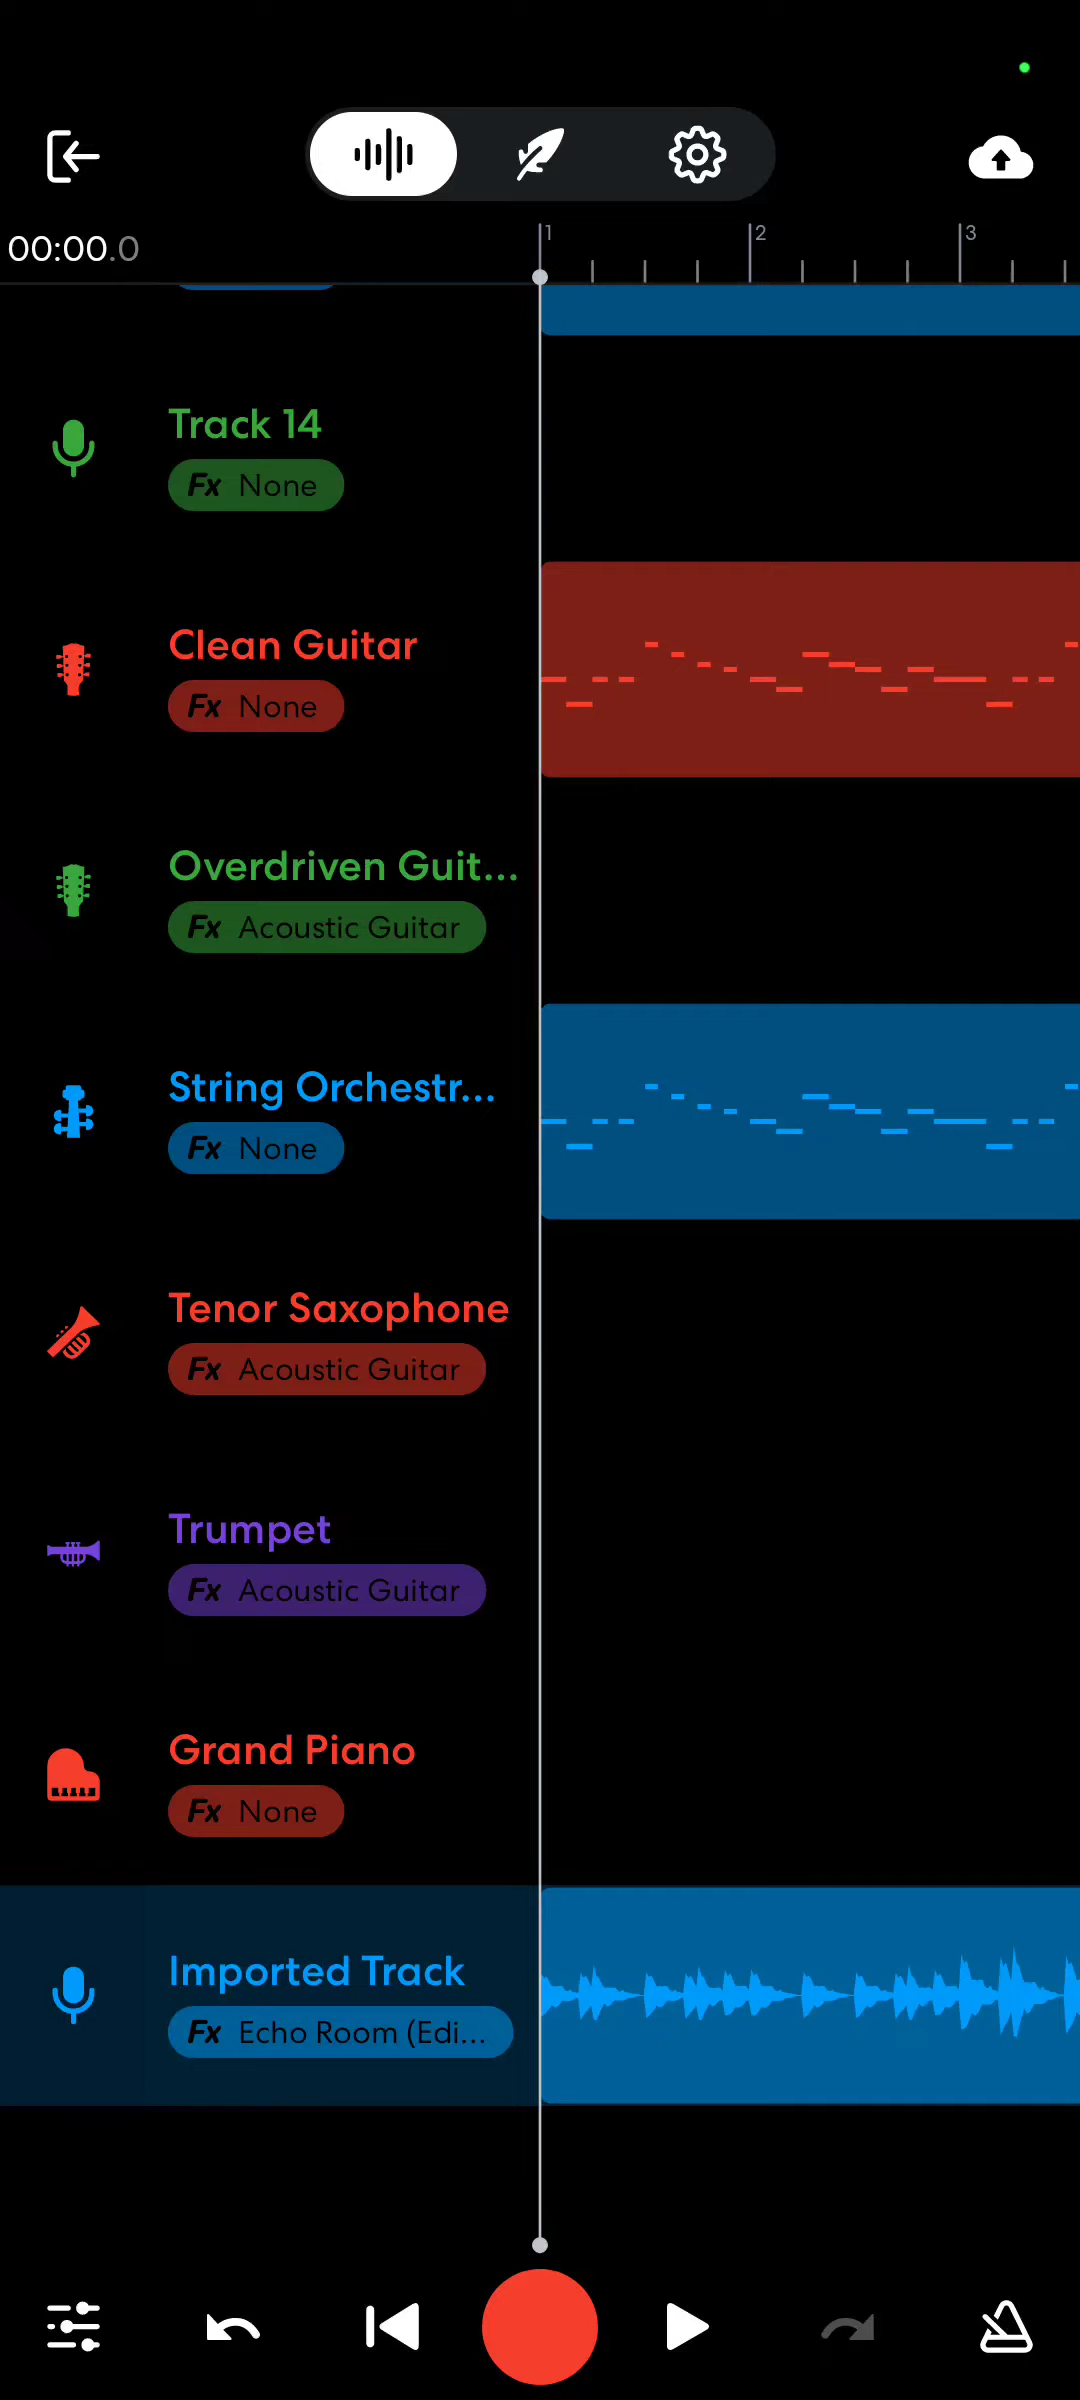 00:00.0
1
2
3
Track 14
Fx None
Clean Guitar
Fx None
Overdriven Guit...
Fx Acoustic Guitar
String Orchestr...
Fx None
Tenor Saxophone
Fx Acoustic Guitar
Trumpet
Fx Acoustic Guitar
Grand Piano
Fx None
Imported Track
Fx Echo Room (Edi...